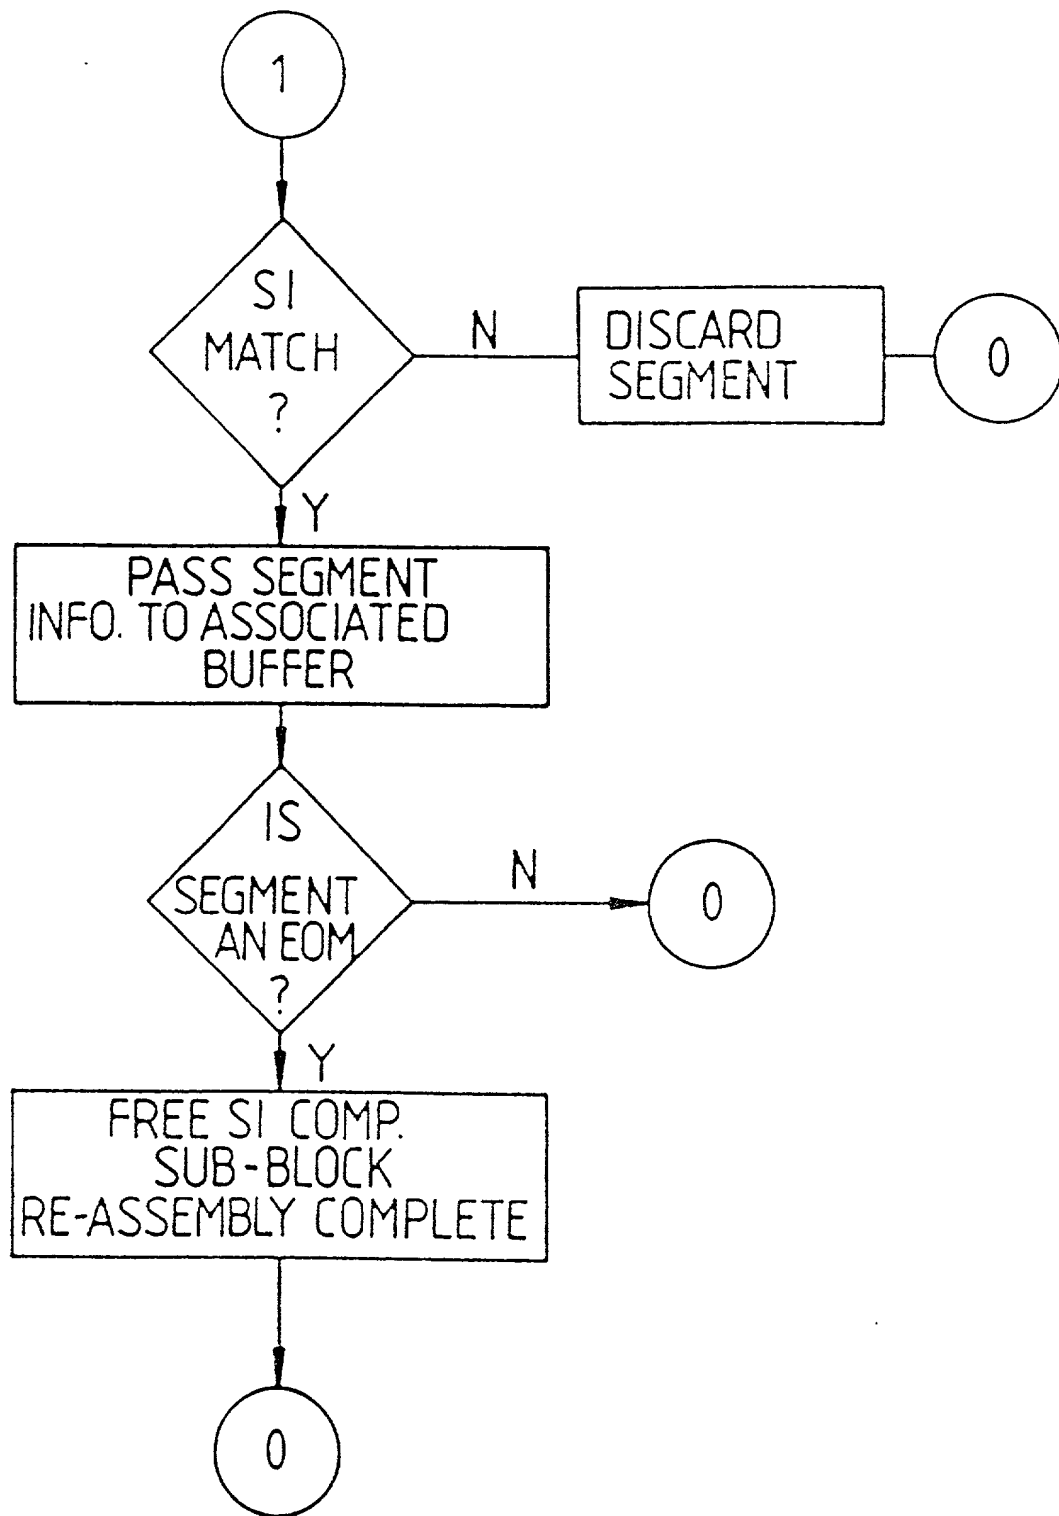 1
SI
MATCH
?
N
DISCARD
SEGMENT
0
Y
PASS SEGMENT
INFO. TO ASSOCIATED
BUFFER
IS
SEGMENT
AN EOM
?
N
0
Y
FREE SI COMP.
SUB-BLOCK
RE-ASSEMBLY COMPLETE
0